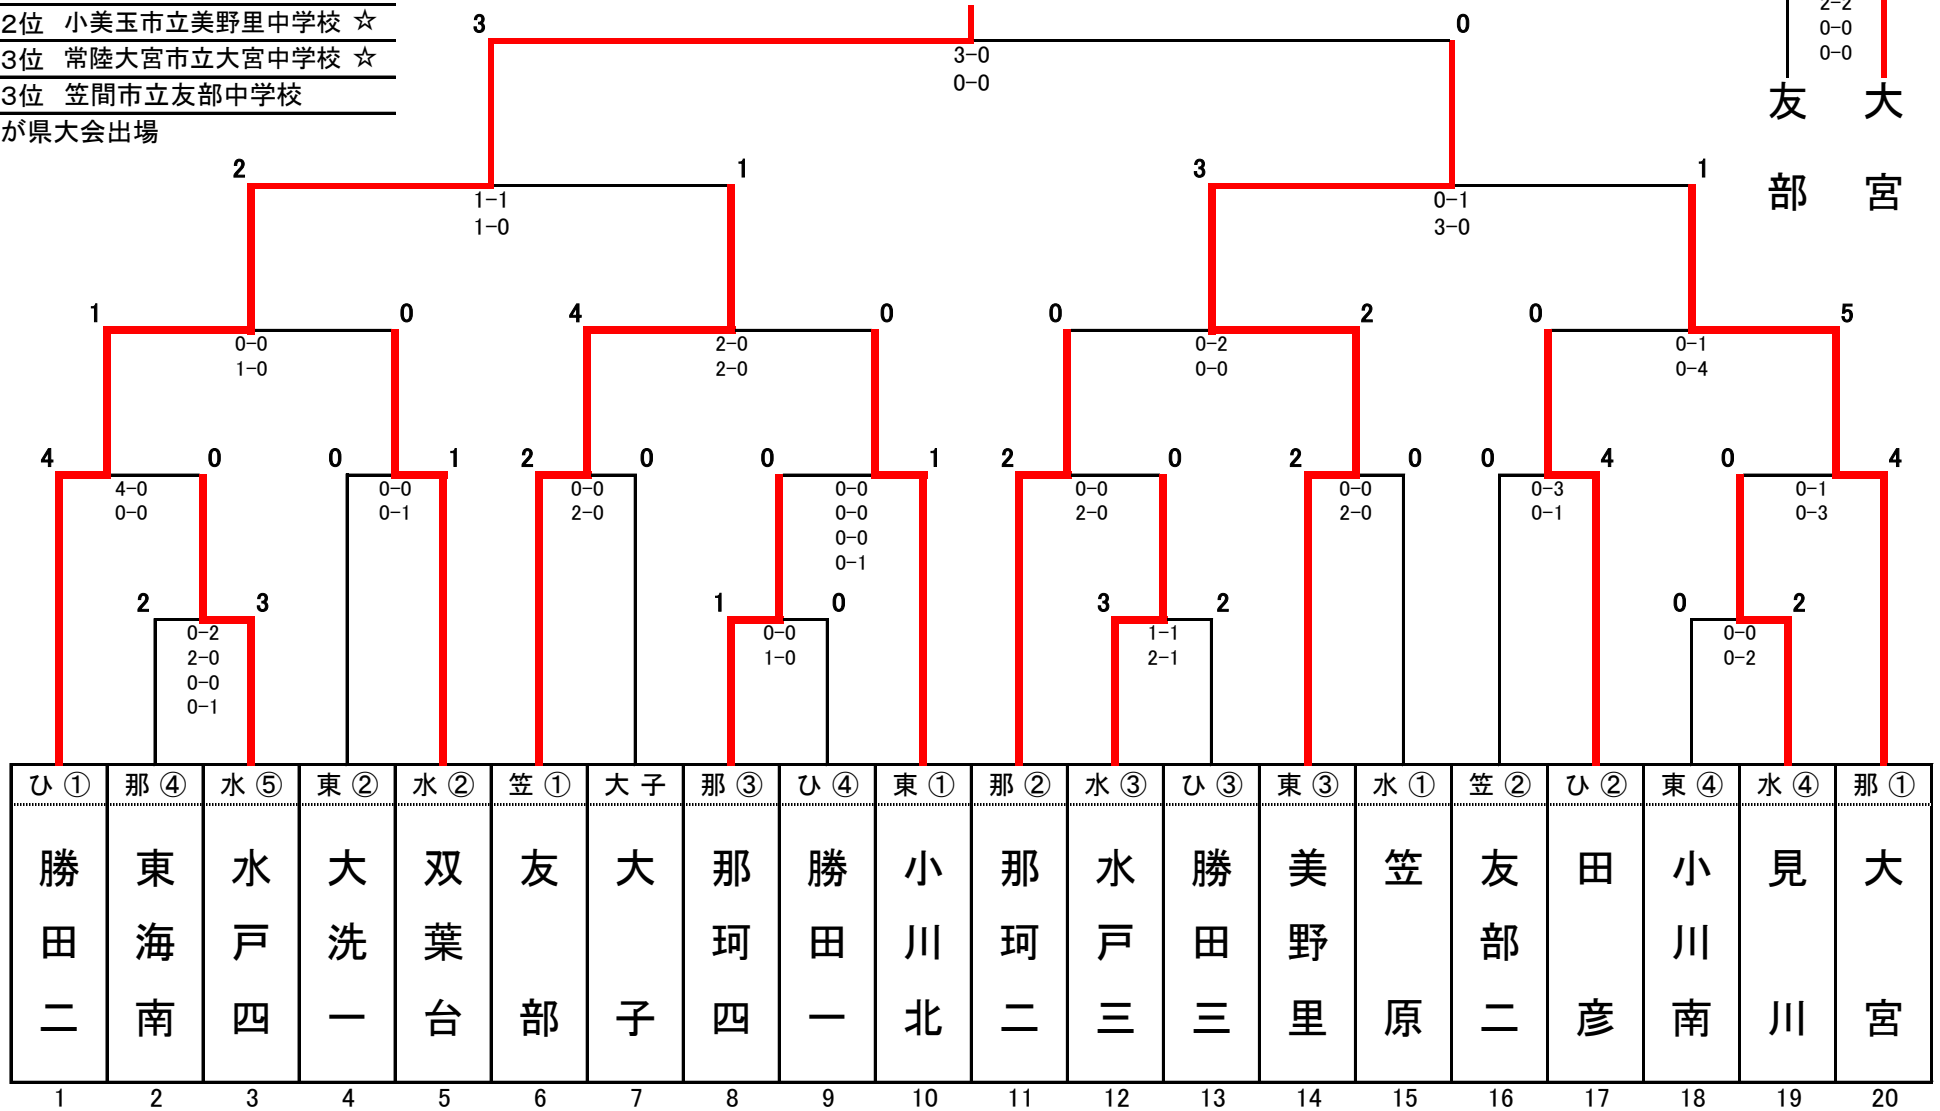 2位 小美玉市立美野里中学校 ☆
3位 常陸大宮市立大宮中学校 ☆
3位 笠間市立友部中学校
が県大会出場
3 0
3-0
0-0
2-2
0-0
0-0
友部 大宮
2 1 3 1
1-1 0-1
1-0 3-0
1 0 4 0 0 2 0 5
0-0 2-0 0-2 0-1
1-0 2-0 0-0 0-4
4 0 0 1 2 0 0 1 2 0 2 0 0 4 0 4
4-0 0-0 0-0 0-0 0-0 0-0 0-3 0-1
0-0 0-1 2-0 0-0 2-0 2-0 0-1 0-3
0-0
0-1
2 3 1 0 3 2 0 2
0-2 0-0 1-1 0-0
2-0 1-0 2-1 0-2
0-0
0-1
ひ① 那④ 水⑤ 東② 水② 笠① 大子 那③ ひ④ 東① 那② 水③ ひ③ 東③ 水① 笠② ひ② 東④ 水④ 那①
勝田二
東海南
水戸四
大洗一
双葉台
友部
大子
那珂四
勝田一
小川北
那珂二
水戸三
勝田三
美野里
笠原
友部二
田彦
小川南
見川
大宮
1 2 3 4 5 6 7 8 9 10 11 12 13 14 15 16 17 18 19 20